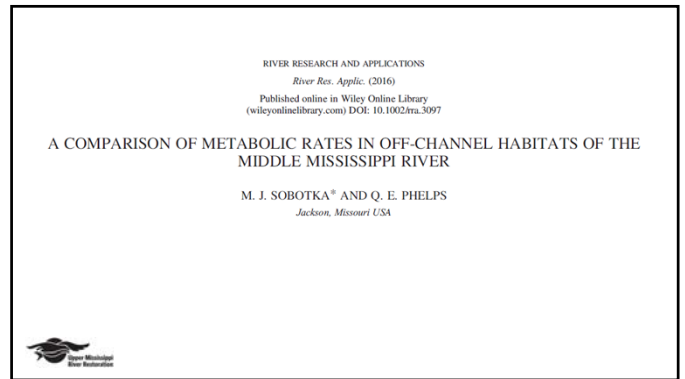 RIVER RESEARCH AND APPLICATIONS
River Res. Applic. (2016)
Published online in Wiley Online Library
(wileyonlinelibrary.com) DOI: 10.1002/rra.3097
A COMPARISON OF METABOLIC RATES IN OFF-CHANNEL HABITATS OF THE
MIDDLE MISSISSIPPI RIVER
M. J. SOBOTKA* AND Q. E. PHELPS
Jackson, Missouri USA
Upper Mississippi
River Restoration